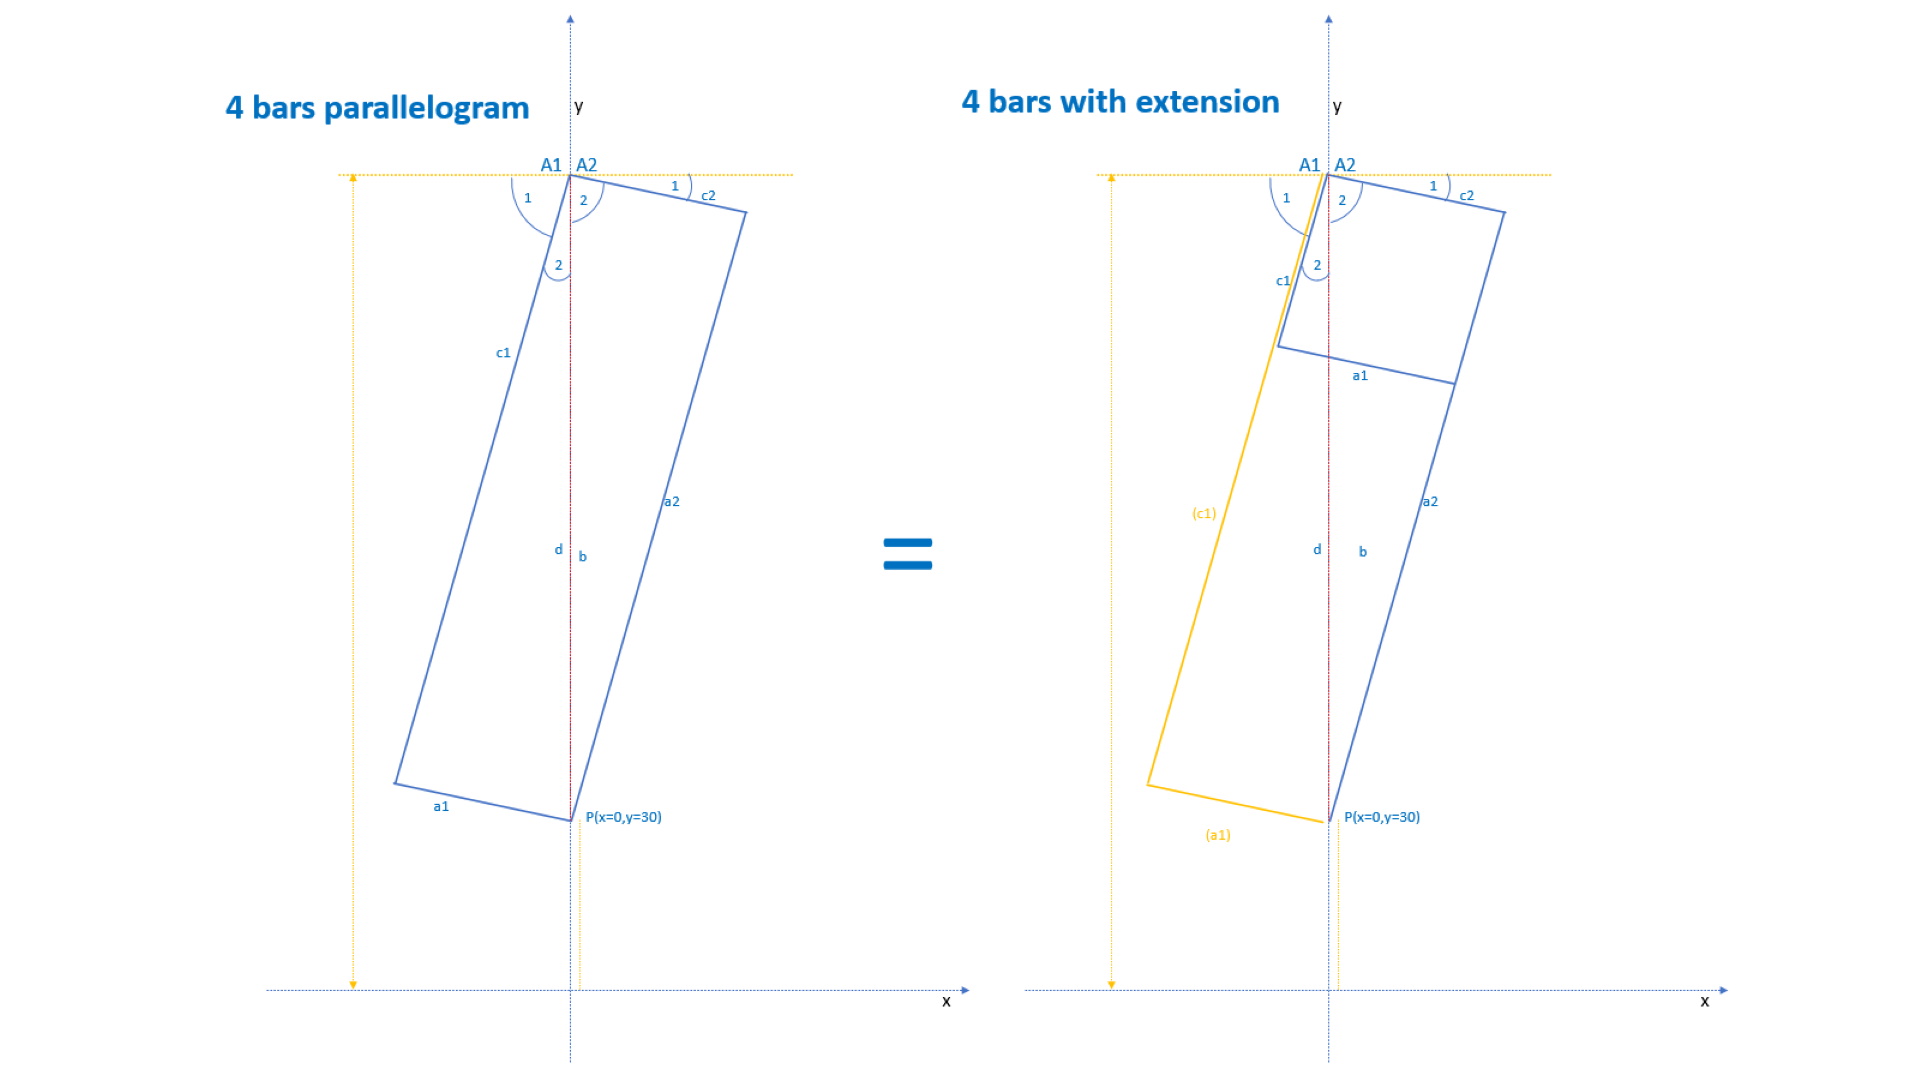 4 bars parallelogram
y
A1 A2
1
2
1
c2
2
c1
a2
d
b
a1
P(x=0,y=30)
x
=
4 bars with extension
y
A1 A2
1
2
1
c2
2
c1
a1
(c1)
a2
d
b
P(x=0,y=30)
(a1)
x